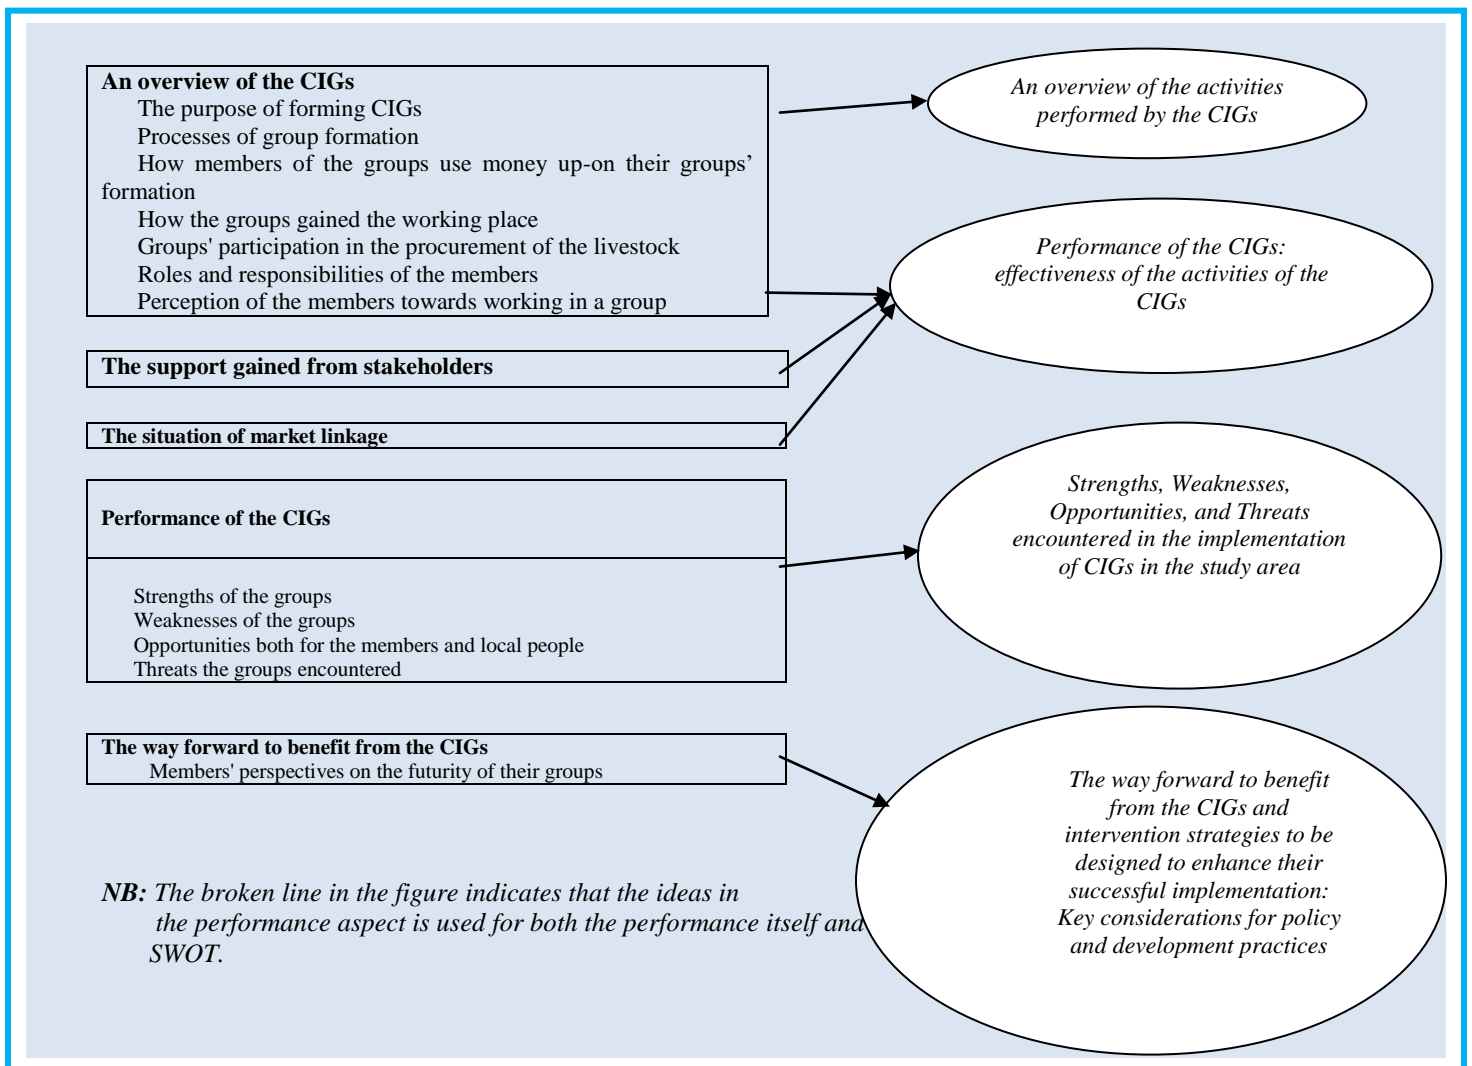 An overview of the CIGs
The purpose of forming CIGs
Processes of group formation
How members of the groups use money up-on their groups’
formation
How the groups gained the working place
Groups' participation in the procurement of the livestock
Roles and responsibilities of the members
Perception of the members towards working in a group
The support gained from stakeholders
The situation of market linkage
Performance of the CIGs
Strengths of the groups
Weaknesses of the groups
Opportunities both for the members and local people
Threats the groups encountered
The way forward to benefit from the CIGs
Members' perspectives on the futurity of their groups
NB: The broken line in the figure indicates that the ideas in
the performance aspect is used for both the performance itself and
SWOT.
An overview of the activities
performed by the CIGs
Performance of the CIGs:
effectiveness of the activities of the
CIGs
Strengths, Weaknesses,
Opportunities, and Threats
encountered in the implementation
of CIGs in the study area
The way forward to benefit
from the CIGs and
intervention strategies to be
designed to enhance their
successful implementation:
Key considerations for policy
and development practices